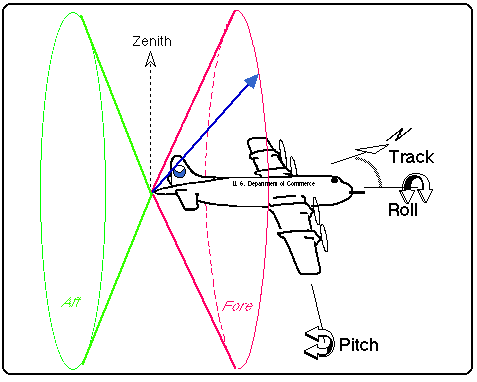 Zenith
N
Track
U. S. Department of Commerce
Roll
Aft
Fore
Pitch